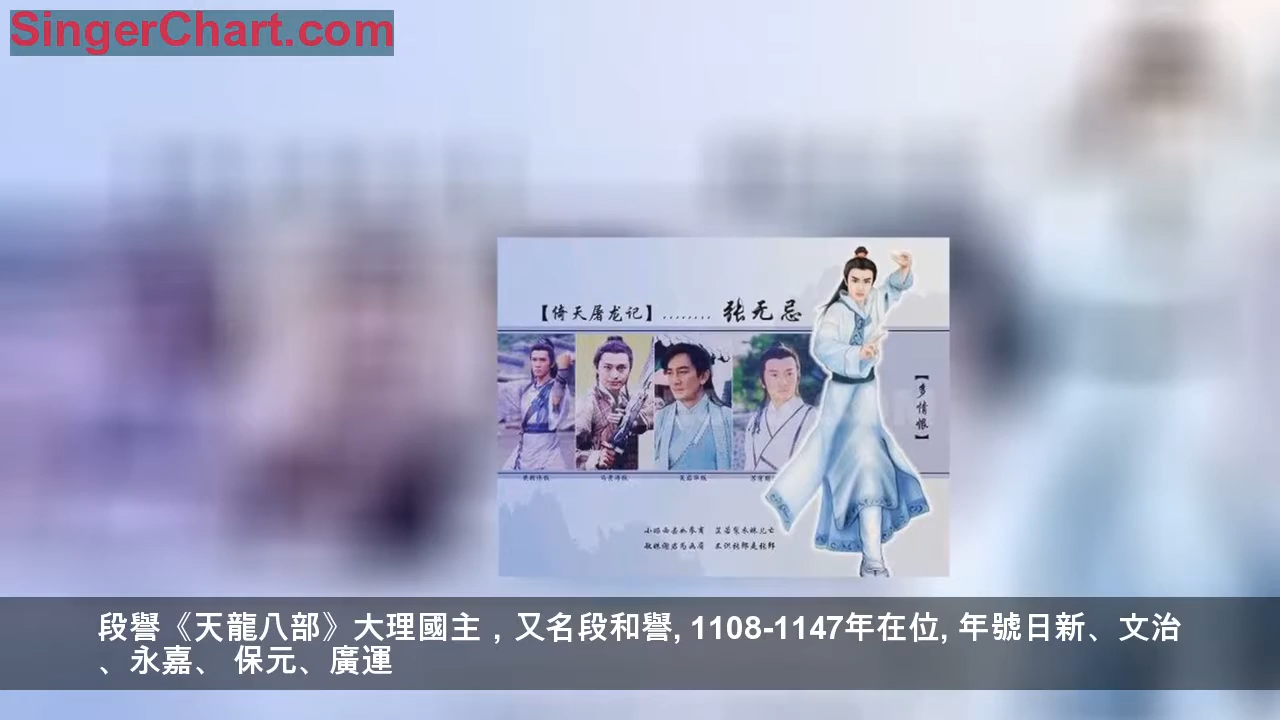 SingerChart.com
【倚天屠龙记】........ 张无忌
【多情恨】
段譽《天龍八部》大理國主，又名段和譽, 1108-1147年在位, 年號日新、文治
、永嘉、 保元、廣運